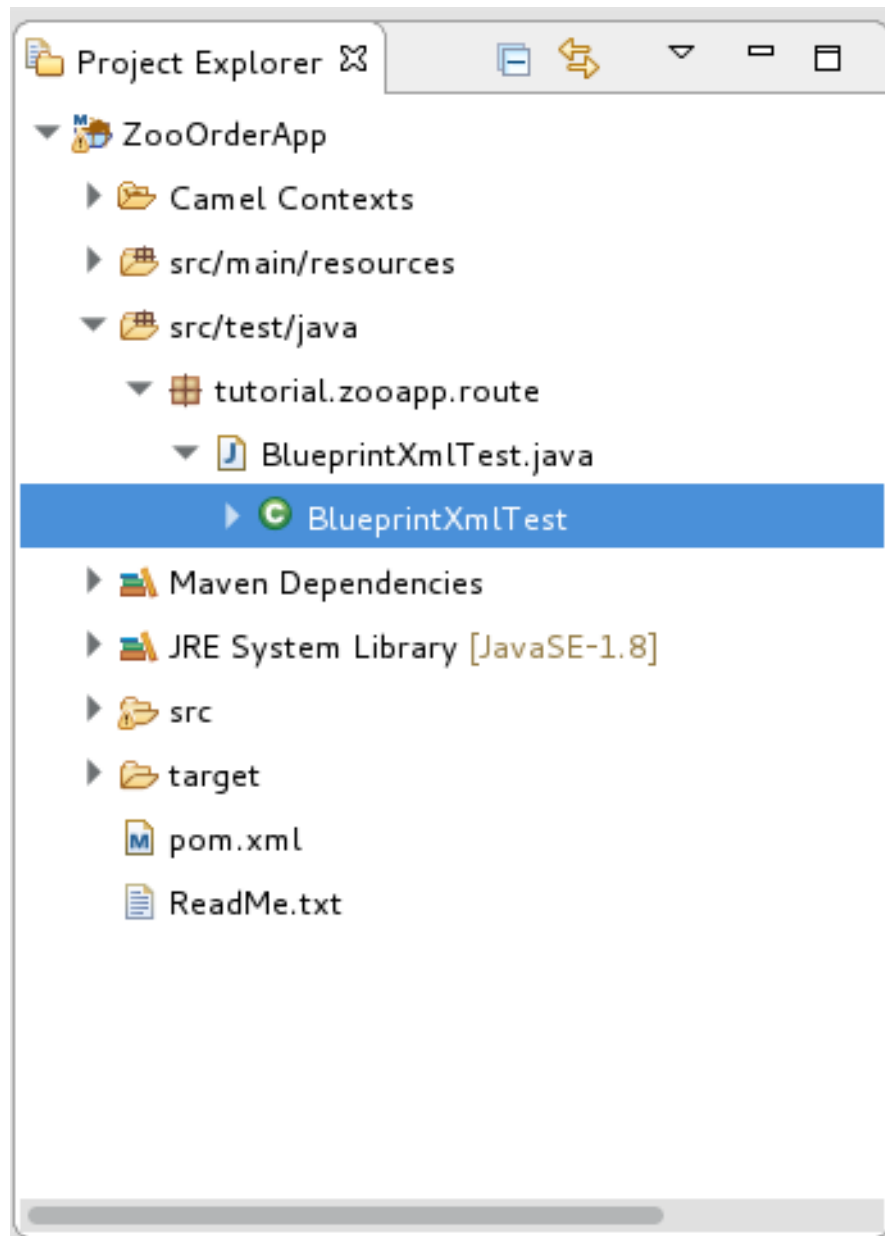 Project Explorer
ZooOrderApp
Camel Contexts
src/main/resources
src/test/java
tutorial.zooapp.route
BlueprintXmlTest.java
BlueprintXmlTest
Maven Dependencies
JRE System Library [JavaSE-1.8]
src
target
pom.xml
ReadMe.txt